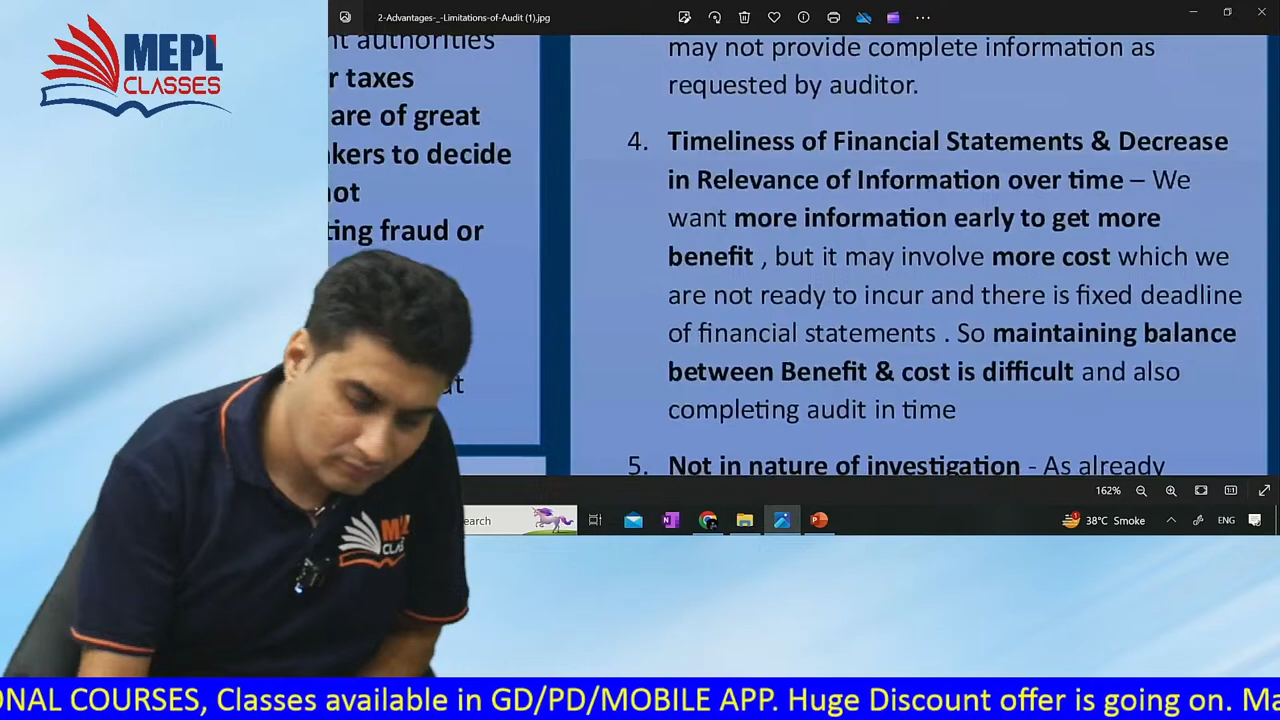 MEPL
CLASSES
2-Advantages-_-Limitations-of-Audit (1).jpg
nt authorities
r taxes
are of great
kers to decide
not
ting fraud or
at
may not provide complete information as
requested by auditor.
4. Timeliness of Financial Statements & Decrease
in Relevance of Information over time – We
want more information early to get more
benefit , but it may involve more cost which we
are not ready to incur and there is fixed deadline
of financial statements . So maintaining balance
between Benefit & cost is difficult and also
completing audit in time
5. Not in nature of investigation - As already
162%
1:1
earch
38°C Smoke
ENG
ONAL COURSES, Classes available in GD/PD/MOBILE APP. Huge Discount offer is going on. Ma